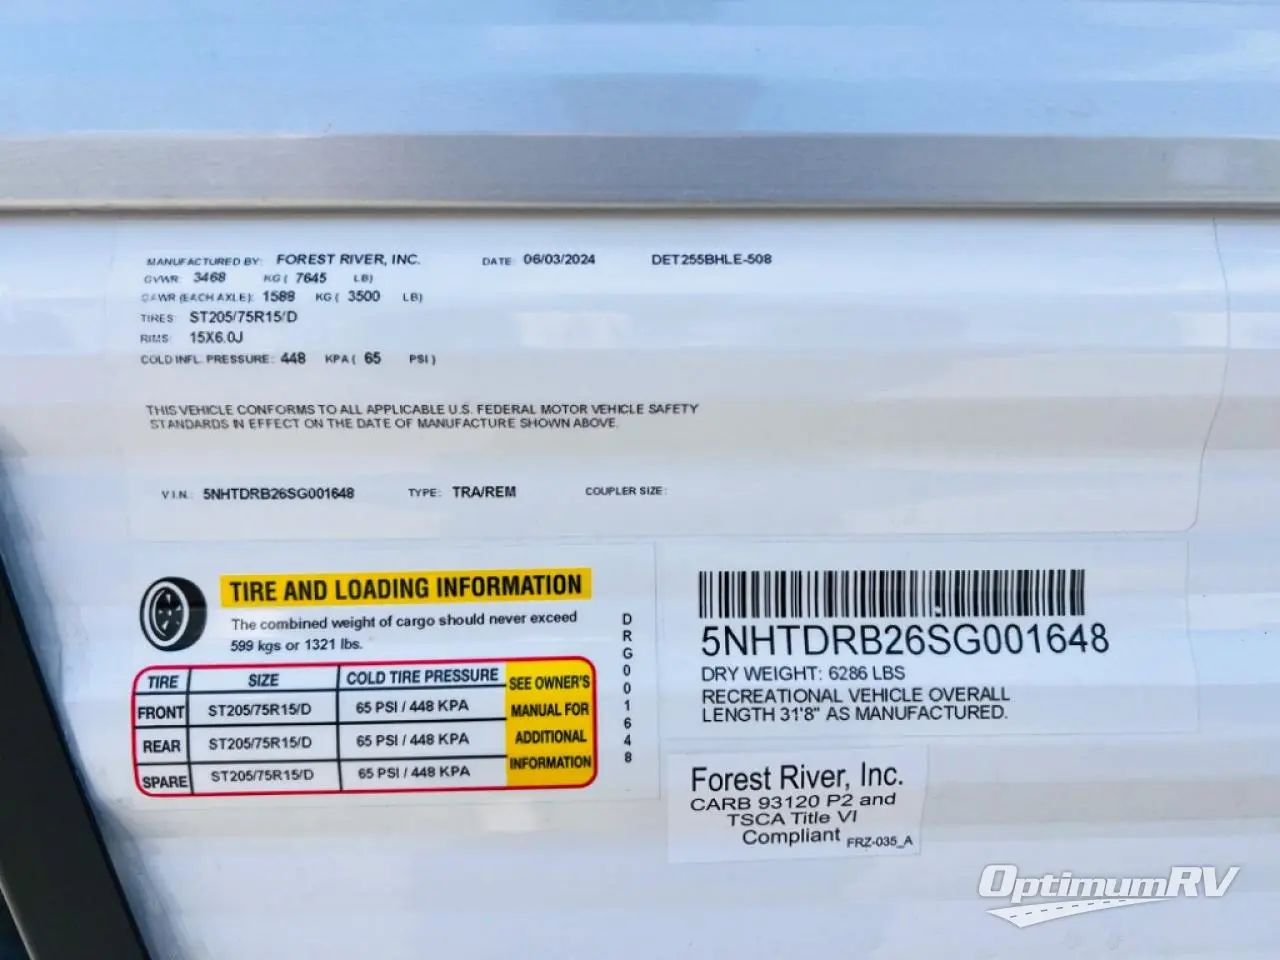 MANUFACTURED BY: FOREST RIVER, INC. DATE: 06/03/2024 DET255BHLE-508
GVWR: 3468 KG ( 7645 LB)
GAWR (EACH AXLE): 1588 KG ( 3500 LB)
TIRES: ST205/75R15/D
RIMS: 15X6.0J
COLD INFL. PRESSURE: 448 KPA ( 65 PSI )
THIS VEHICLE CONFORMS TO ALL APPLICABLE U.S. FEDERAL MOTOR VEHICLE SAFETY
STANDARDS IN EFFECT ON THE DATE OF MANUFACTURE SHOWN ABOVE.
V.I.N.: 5NHTDRB26SG001648 TYPE: TRA/REM COUPLER SIZE:
TIRE AND LOADING INFORMATION
The combined weight of cargo should never exceed
599 kgs or 1321 lbs.
TIRE SIZE COLD TIRE PRESSURE
FRONT ST205/75R15/D 65 PSI / 448 KPA
REAR ST205/75R15/D 65 PSI / 448 KPA
SPARE ST205/75R15/D 65 PSI / 448 KPA
SEE OWNER'S
MANUAL FOR
ADDITIONAL
INFORMATION
DRG001648
5NHTDRB26SG001648
DRY WEIGHT: 6286 LBS
RECREATIONAL VEHICLE OVERALL
LENGTH 31'8" AS MANUFACTURED.
Forest River, Inc.
CARB 93120 P2 and
TSCA Title VI
Compliant FRZ-035_A
OptimumRV